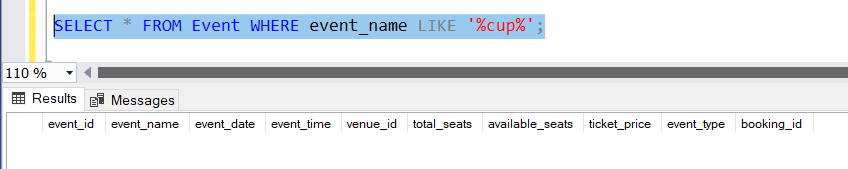 SELECT * FROM Event WHERE event_name LIKE '%cup%';
110 %
Results Messages
event_id event_name event_date event_time venue_id total_seats available_seats ticket_price event_type booking_id